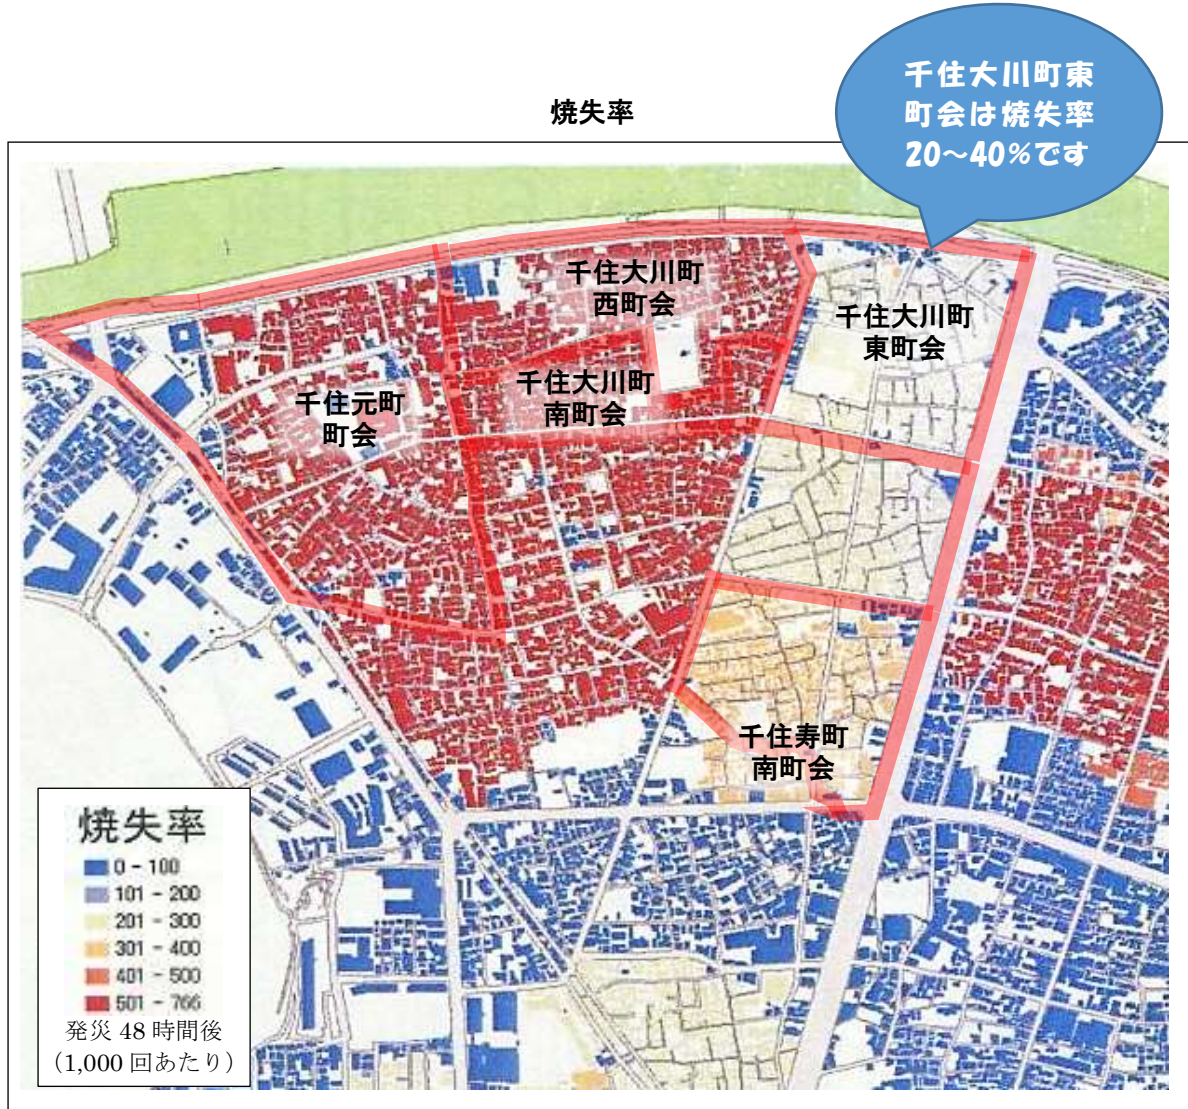 焼失率
千住大川町東
町会は焼失率
20～40％です
千住大川町
西町会
千住大川町
東町会
千住大川町
南町会
千住元町
町会
千住寿町
南町会
焼失率
0 - 100
101 - 200
201 - 300
301 - 400
401 - 500
501 - 766
発災 48 時間後
（1,000 回あたり）